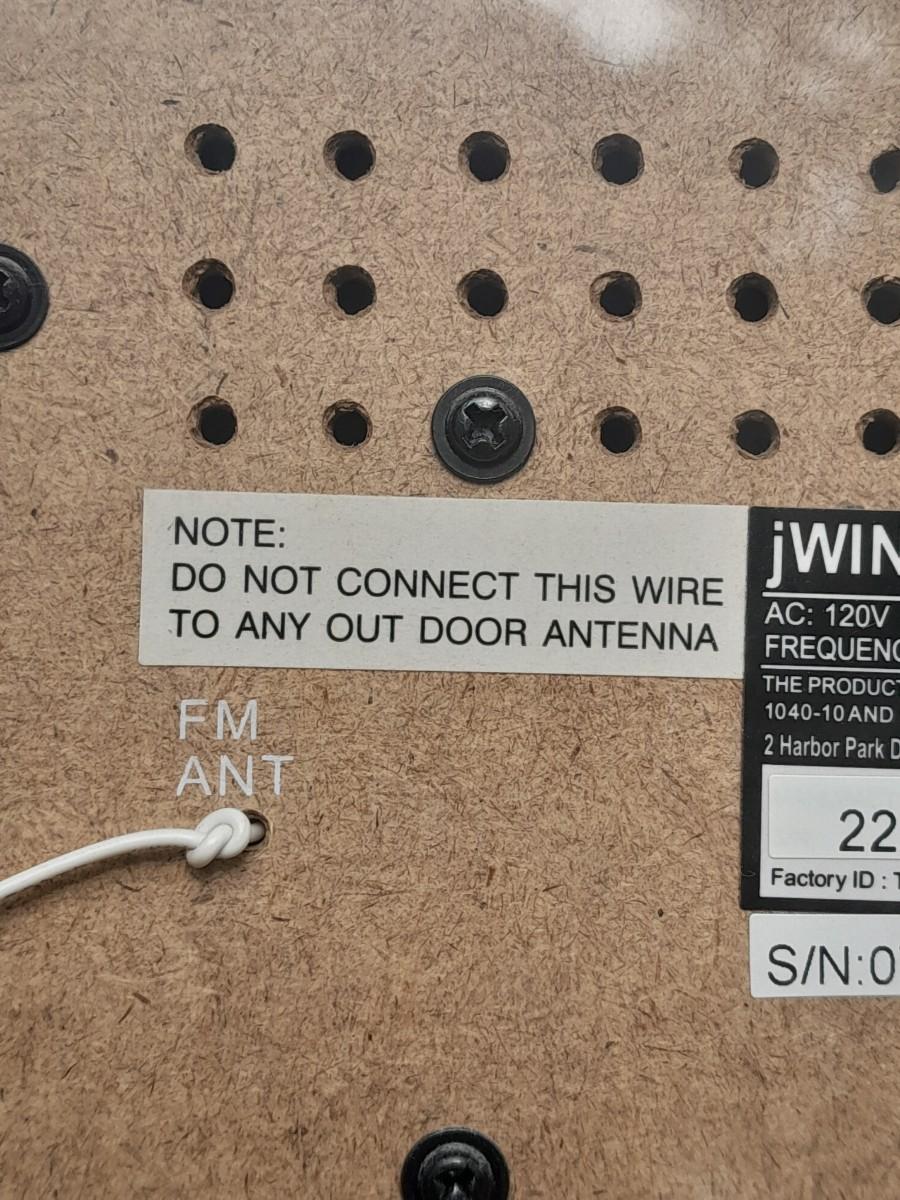 NOTE:
DO NOT CONNECT THIS WIRE
TO ANY OUT DOOR ANTENNA
FM
ANT
jWIN
AC: 120V
THE
1040-10 AND
2 Harbor Park
22
Factory ID :
S/N:0